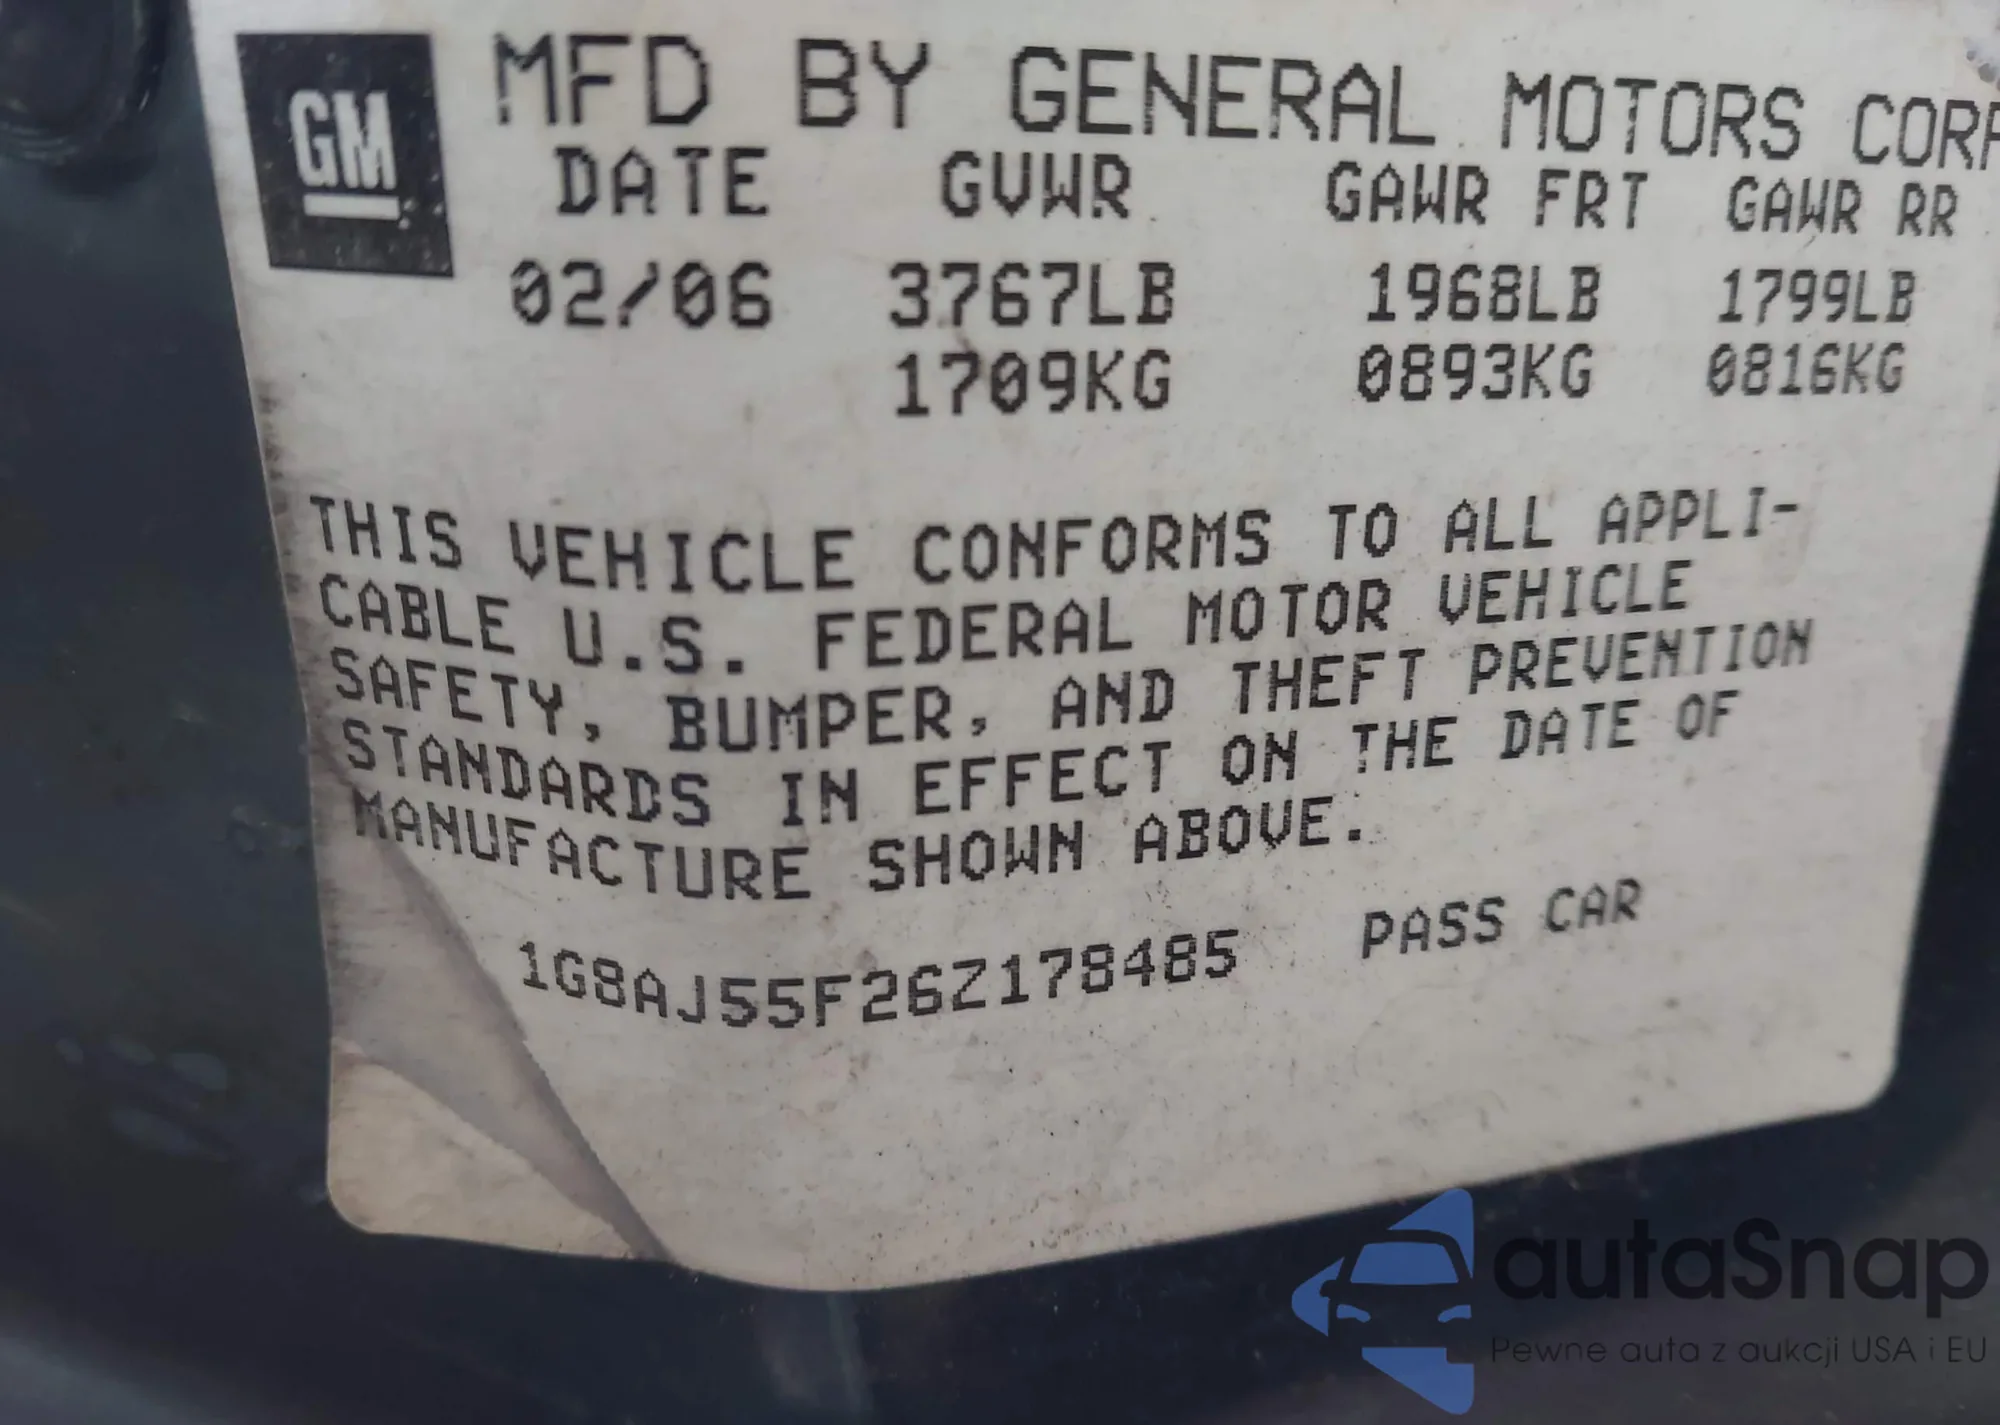 GM
MFD BY GENERAL MOTORS CORP
DATE GVWR GAWR FRT GAWR RR
02/06 3767LB 1968LB 1799LB
1709KG 0893KG 0816KG
THIS VEHICLE CONFORMS TO ALL APPLI-
CABLE U.S. FEDERAL MOTOR VEHICLE
SAFETY, BUMPER, AND THEFT PREVENTION
STANDARDS IN EFFECT ON THE DATE OF
MANUFACTURE SHOWN ABOVE.
1G8AJ55F26Z178485 PASS CAR
autaSnap
Pewne auta z aukcji USA i EU